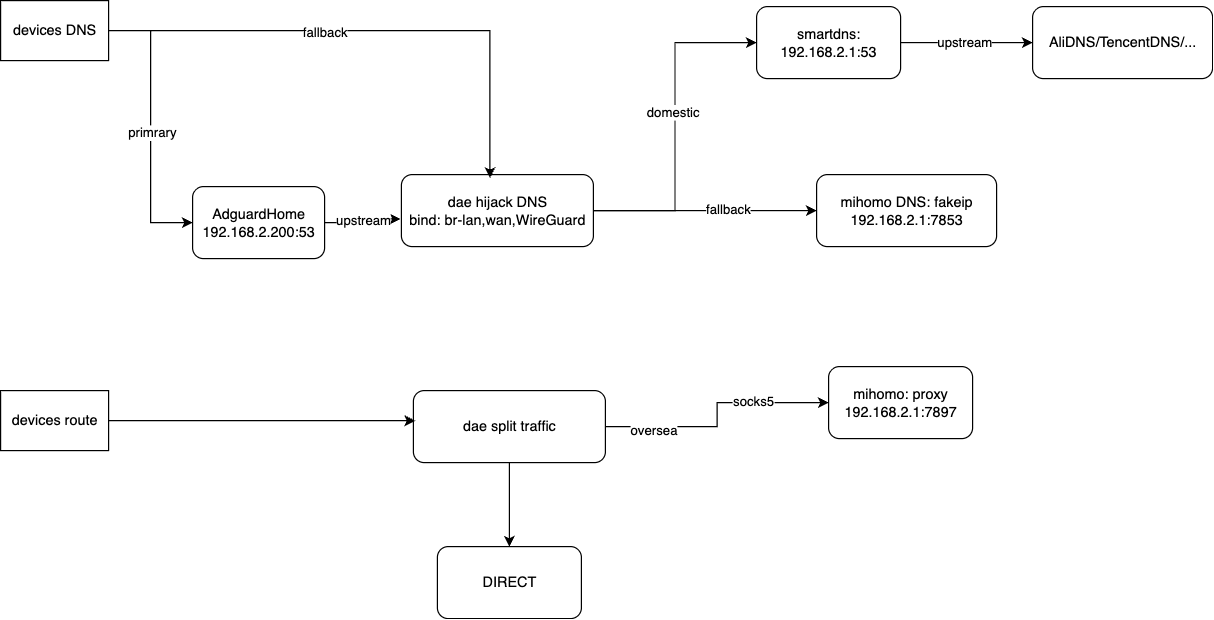 devices DNS
fallback
primrary
AdguardHome
192.168.2.200:53
upstream
dae hijack DNS
bind: br-lan,wan,WireGuard
domestic
smartdns:
192.168.2.1:53
upstream
AliDNS/TencentDNS/...
fallback
mihomo DNS: fakeip
192.168.2.1:7853
devices route
dae split traffic
oversea
socks5
mihomo: proxy
192.168.2.1:7897
DIRECT